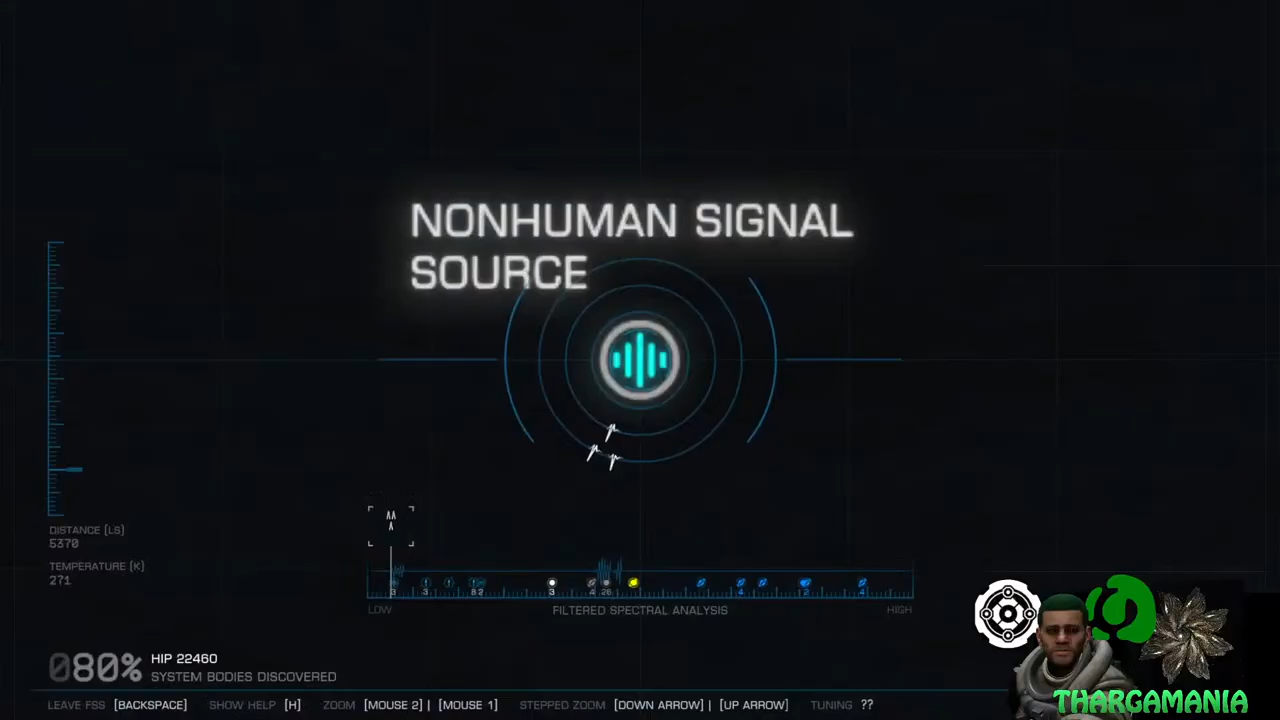 NONHUMAN SIGNAL
SOURCE
DISTANCE (LS)
5370
TEMPERATURE (K)
271
LOW
FILTERED SPECTRAL ANALYSIS
HIGH
080%
HIP 22460
SYSTEM BODIES DISCOVERED
LEAVE FSS [BACKSPACE] SHOW HELP [H] ZOOM [MOUSE 2] | [MOUSE 1] STEPPED ZOOM [DOWN ARROW] | [UP ARROW] TUNING ??
THARGAMANIA